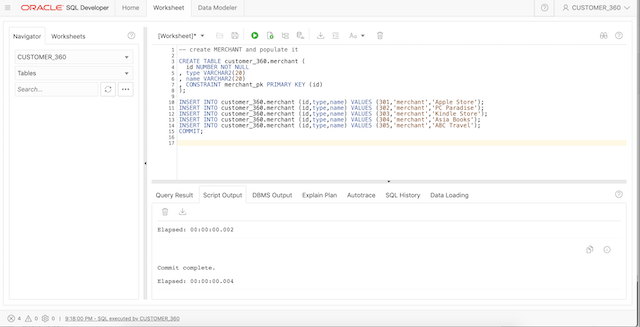 ORACLE SQL Developer Home Worksheet Data Modeler CUSTOMER_360
Navigator Worksheets
CUSTOMER_360
Tables
Search...
[Worksheet]* Aa
1 -- create MERCHANT and populate it
2
3 CREATE TABLE customer_360.merchant (
4 id NUMBER NOT NULL
5 , type VARCHAR2(20)
6 , name VARCHAR2(20)
7 , CONSTRAINT merchant_pk PRIMARY KEY (id)
8 );
9
10 INSERT INTO customer_360.merchant (id,type,name) VALUES (301,'merchant','Apple Store');
11 INSERT INTO customer_360.merchant (id,type,name) VALUES (302,'merchant','PC Paradise');
12 INSERT INTO customer_360.merchant (id,type,name) VALUES (303,'merchant','Kindle Store');
13 INSERT INTO customer_360.merchant (id,type,name) VALUES (304,'merchant','Asia Books');
14 INSERT INTO customer_360.merchant (id,type,name) VALUES (305,'merchant','ABC Travel');
15 COMMIT;
16
17
Query Result Script Output DBMS Output Explain Plan Autotrace SQL History Data Loading
Elapsed: 00:00:00.002
Commit complete.
Elapsed: 00:00:00.004
4 0 0 9:18:00 PM - SQL executed by CUSTOMER_360